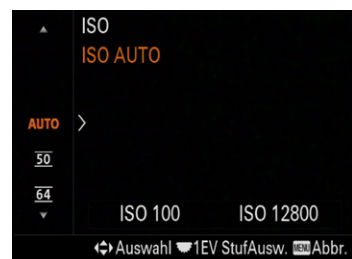 ISO
ISO AUTO
AUTO
50
64
ISO 100 ISO 12800
Auswahl 1EV StufAusw. MENU Abbr.